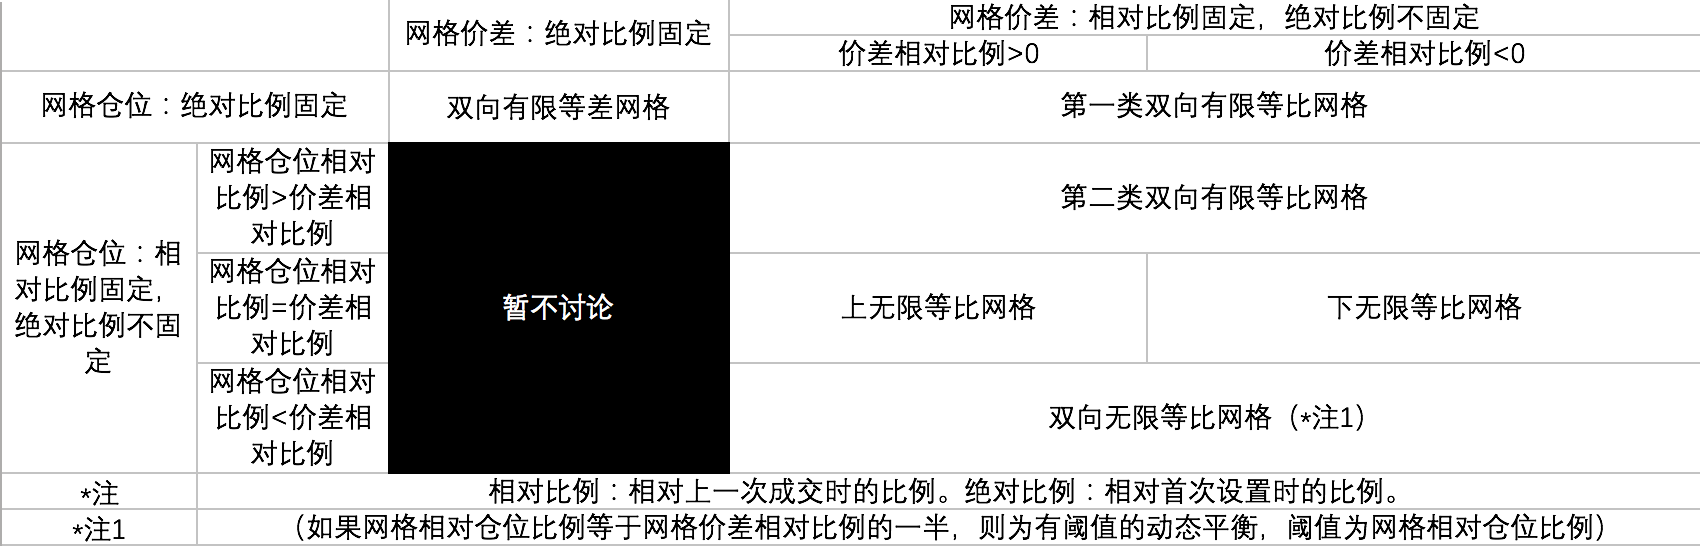 网格价差：绝对比例固定
网格价差：相对比例固定，绝对比例不固定
价差相对比例>0
价差相对比例<0
网格仓位：绝对比例固定
双向有限等差网格
第一类双向有限等比网格
网格仓位：相
对比例固定，
绝对比例不固
定
网格仓位相对
比例>价差相
对比例
暂不讨论
第二类双向有限等比网格
网格仓位相对
比例=价差相
对比例
上无限等比网格
下无限等比网格
网格仓位相对
比例<价差相
对比例
双向无限等比网格（*注1）
*注
相对比例：相对上一次成交时的比例。绝对比例：相对首次设置时的比例。
*注1
（如果网格相对仓位比例等于网格价差相对比例的一半，则为有阈值的动态平衡，阈值为网格相对仓位比例）